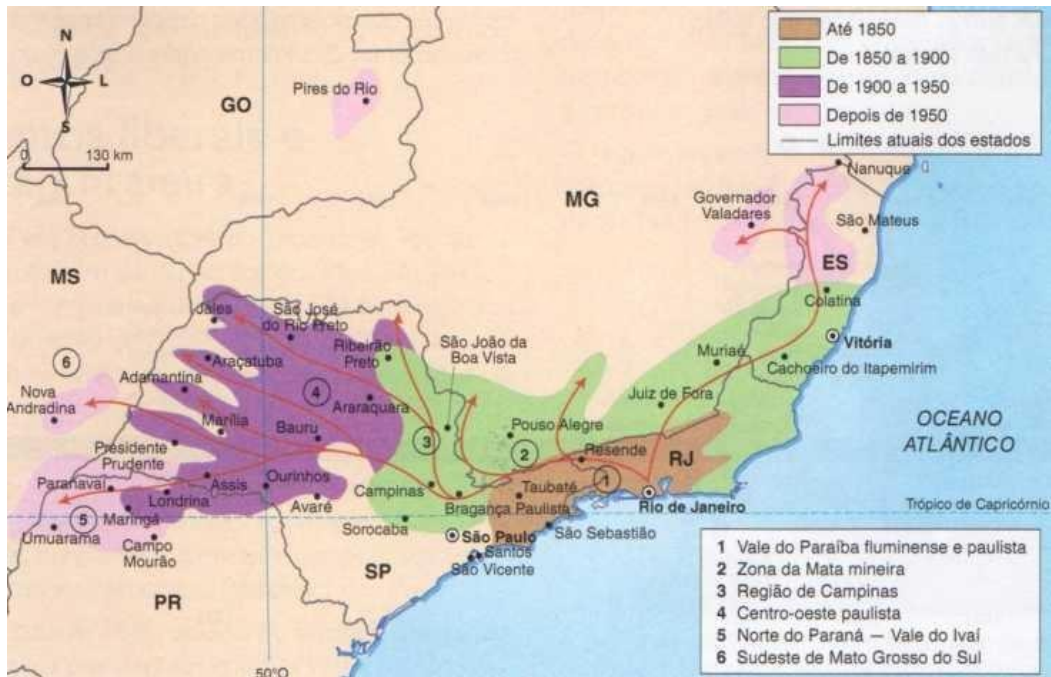 N
O
L
S
0
130 km
Até 1850
De 1850 a 1900
De 1900 a 1950
Depois de 1950
Limites atuais dos estados
GO
Pires do Rio
MG
Nanuque
Governador
Valadares
São Mateus
ES
Colatina
MS
Jales
São José
do Rio Preto
Ribeirão
Preto
São João da
Boa Vista
Muriaé
Vitória
6
Araçatuba
Cachoeiro do Itapemirim
Nova
Andradina
Adamantina
4
Araraquara
Juiz de Fora
Marília
Bauru
3
Pouso Alegre
OCEANO
ATLÂNTICO
Presidente
Prudente
2
Resende
RJ
Paranavaí
Assis
Ourinhos
Campinas
Taubaté
1
Londrina
Avaré
Bragança Paulista
Rio de Janeiro
Trópico de Capricórnio
Maringá
5
Umuarama
Sorocaba
São Sebastião
Campo
Mourão
São Paulo
Santos
São Vicente
SP
PR
50°O
1 Vale do Paraíba fluminense e paulista
2 Zona da Mata mineira
3 Região de Campinas
4 Centro-oeste paulista
5 Norte do Paraná — Vale do Ivaí
6 Sudeste de Mato Grosso do Sul